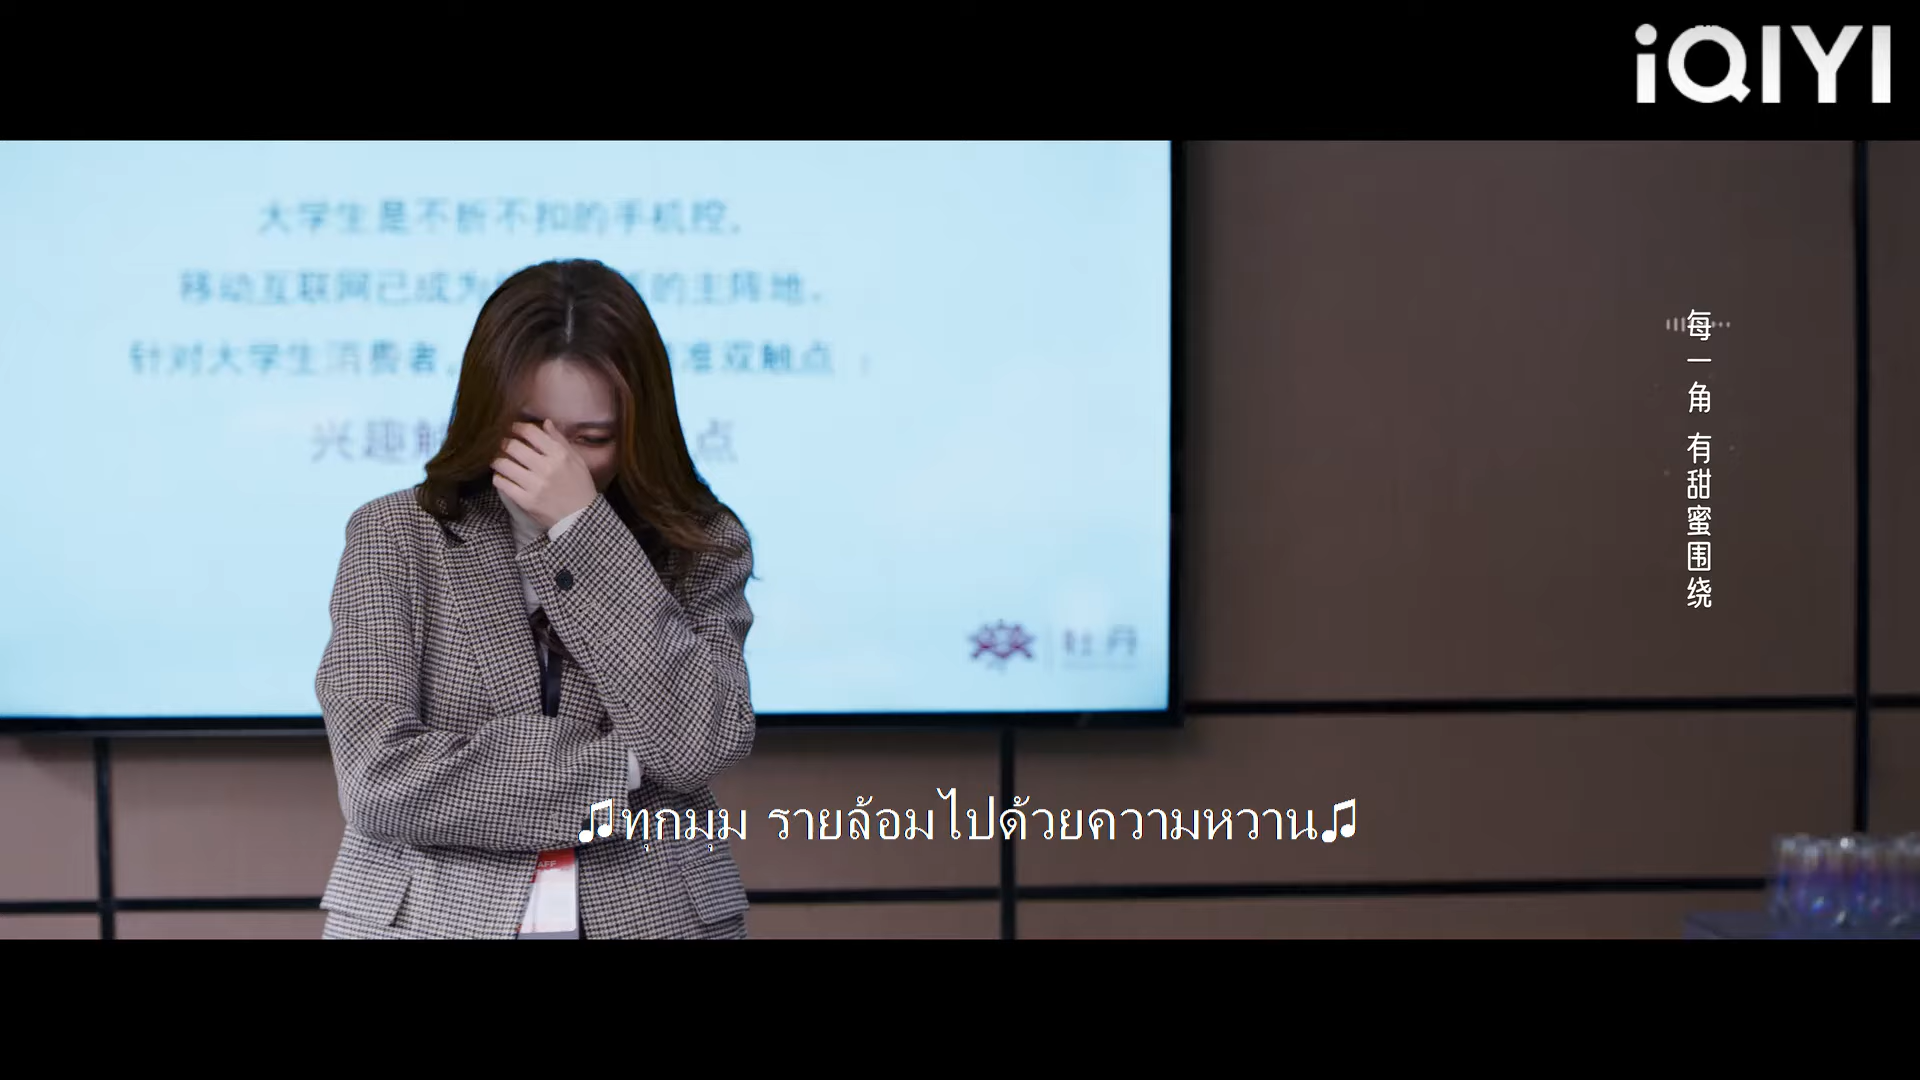 iQIYI
大学生是不折不扣的手机控,
移动互联网已成为
的主阵地,
针对大学生消费者,
准双触点
兴趣触
点
每一角 有甜蜜围绕
牡丹
♫ทุกมุม รายล้อมไปด้วยความหวาน♫